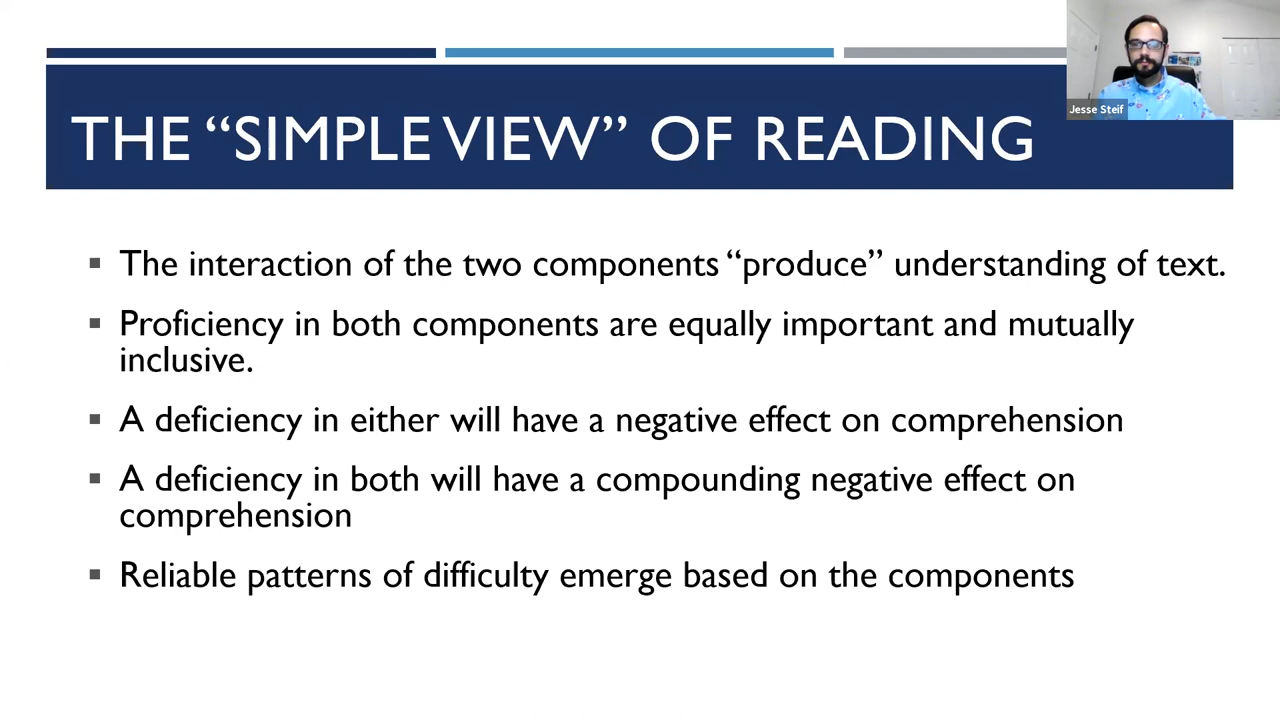 Jesse Steif
THE “SIMPLE VIEW” OF READING
▪ The interaction of the two components “produce” understanding of text.
▪ Proficiency in both components are equally important and mutually
inclusive.
▪ A deficiency in either will have a negative effect on comprehension
▪ A deficiency in both will have a compounding negative effect on
comprehension
▪ Reliable patterns of difficulty emerge based on the components